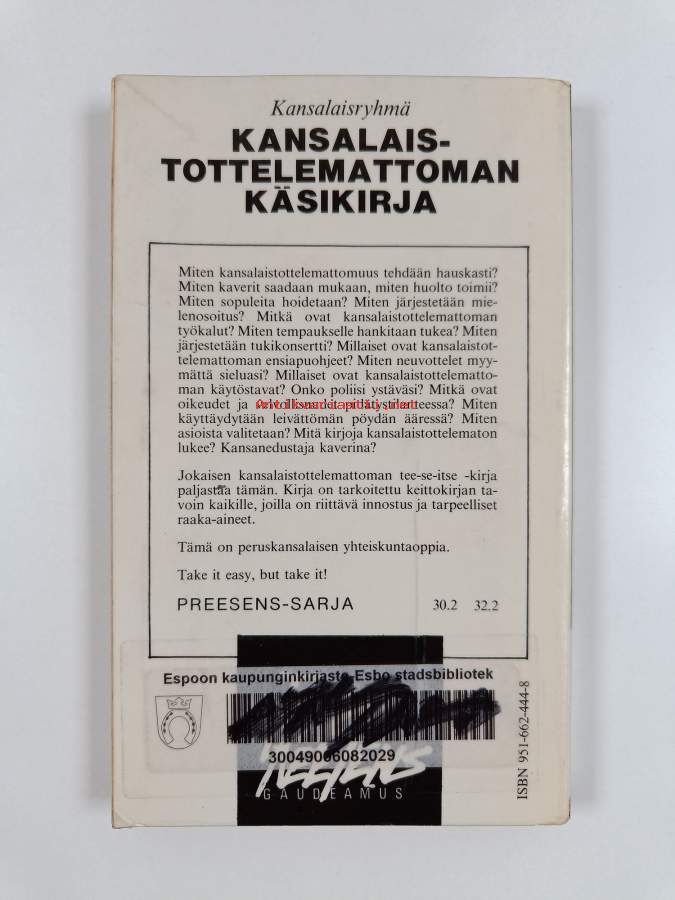 Kansalaisryhmä
KANSALAIS-
TOTTELEMATTOMAN
KÄSIKIRJA
Miten kansalaistottelemattomuus tehdään hauskasti?
Miten kaverit saadaan mukaan, miten huolto toimii?
Miten sopuleita hoidetaan? Miten järjestetään mie-
lenosoitus? Mitkä ovat kansalaistottelemattoman
työkalut? Miten tempaukselle hankitaan tukea? Miten
järjestetään tukikonsertti? Millaiset ovat kansalaistot-
telemattoman ensiapuohjeet? Miten neuvottelet myy-
mättä sieluasi? Millaiset ovat kansalaistottelematto-
man käytöstavat? Onko poliisi ystäväsi? Mitkä ovat
oikeudet ja
Miten
käyttäydytään leivättömän pöydän ääressä? Miten
asioista valitetaan? Mitä kirjoja kansalaistottelematon
lukee? Kansanedustaja kaverina?
Jokaisen kansalaistottelemattoman tee-se-itse -kirja
paljastaa tämän. Kirja on tarkoitettu keittokirjan ta-
voin kaikille, joilla on riittävä innostus ja tarpeelliset
raaka-aineet.
Tämä on peruskansalaisen yhteiskuntaoppia.
Take it easy, but take it!
PREESENS-SARJA 30.2 32.2
Espoon kaupunginkirjasto-Esbo stadsbibliotek
30049006082029
GAUDEAMUS
ISBN 951-662-444-8